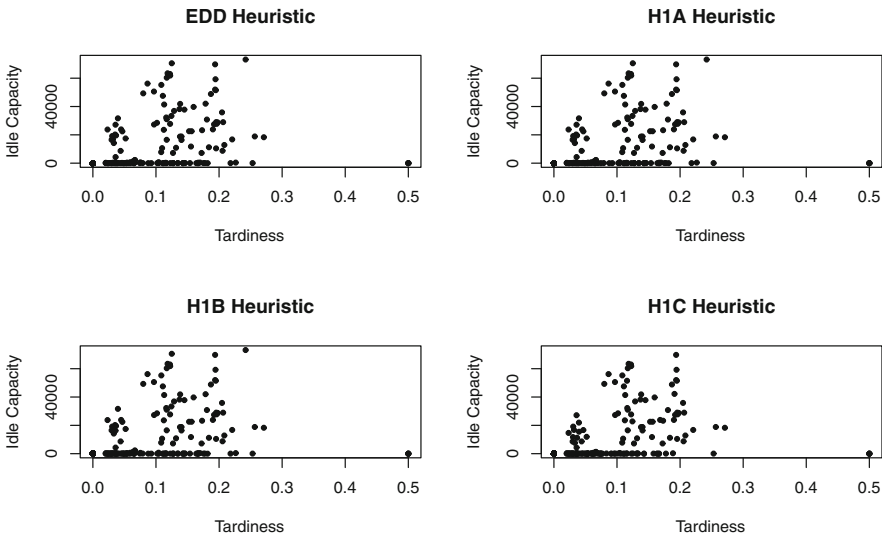 EDD Heuristic
Idle Capacity
40000
0
0.0 0.1 0.2 0.3 0.4 0.5
Tardiness
H1A Heuristic
Idle Capacity
40000
0
0.0 0.1 0.2 0.3 0.4 0.5
Tardiness
H1B Heuristic
Idle Capacity
40000
0
0.0 0.1 0.2 0.3 0.4 0.5
Tardiness
H1C Heuristic
Idle Capacity
40000
0
0.0 0.1 0.2 0.3 0.4 0.5
Tardiness